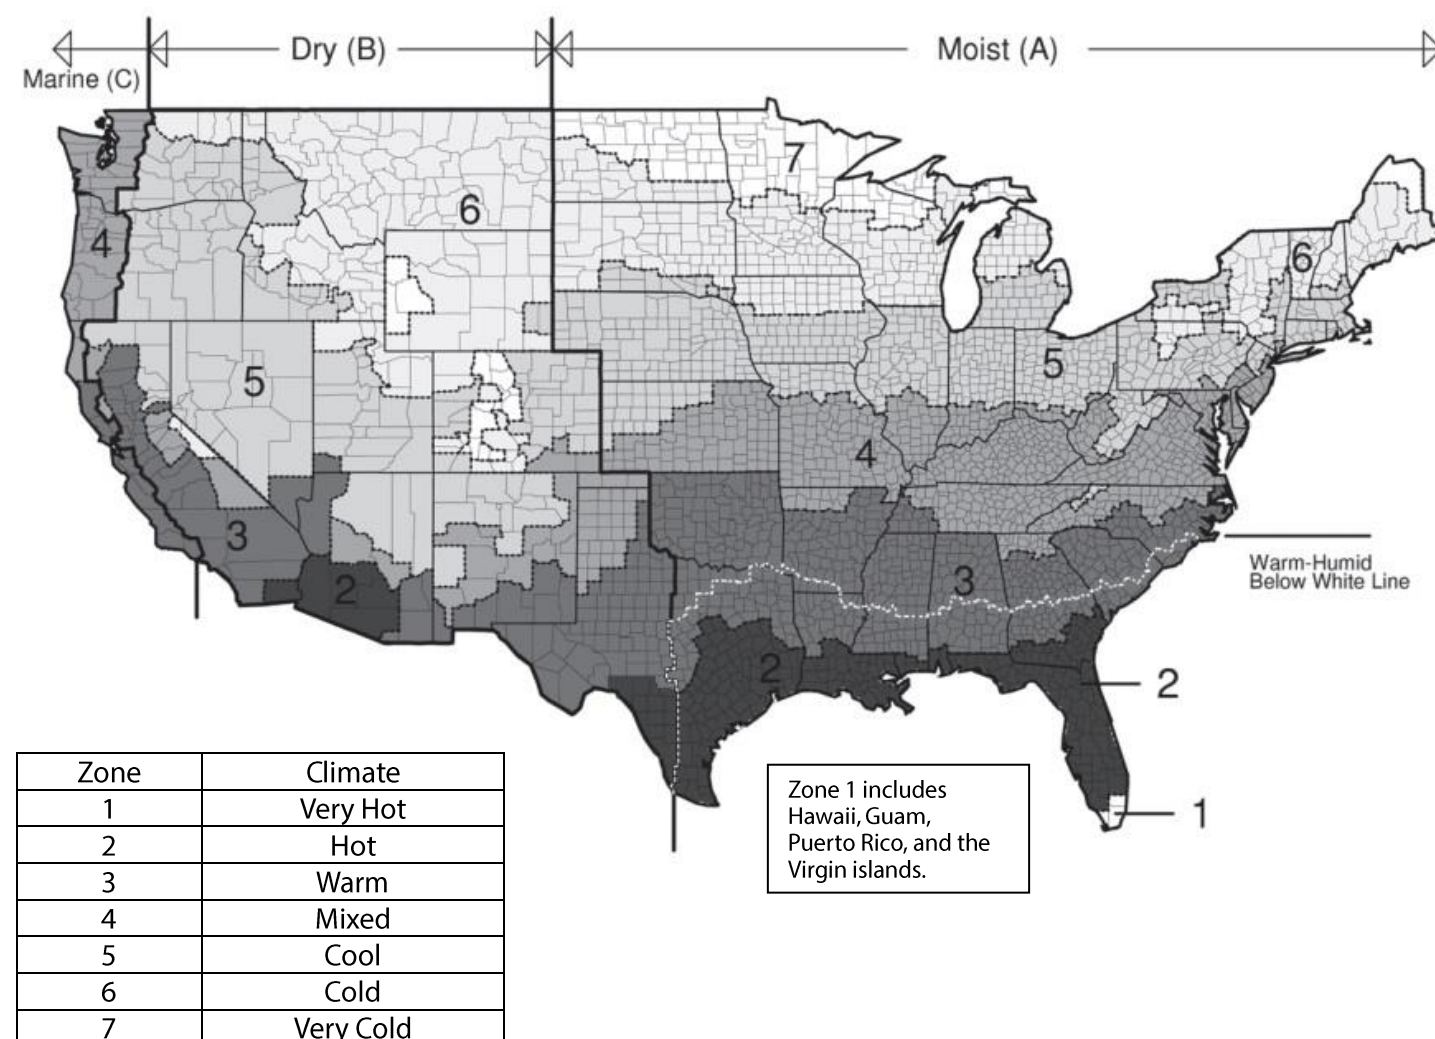 Marine (C)
Dry (B)
Moist (A)
7
6
4
6
5
5
4
3
2
3
2
Warm-Humid
Below White Line
2
1
Zone 1 includes
Hawaii, Guam,
Puerto Rico, and the
Virgin islands.
Zone Climate
1 Very Hot
2 Hot
3 Warm
4 Mixed
5 Cool
6 Cold
7 Very Cold